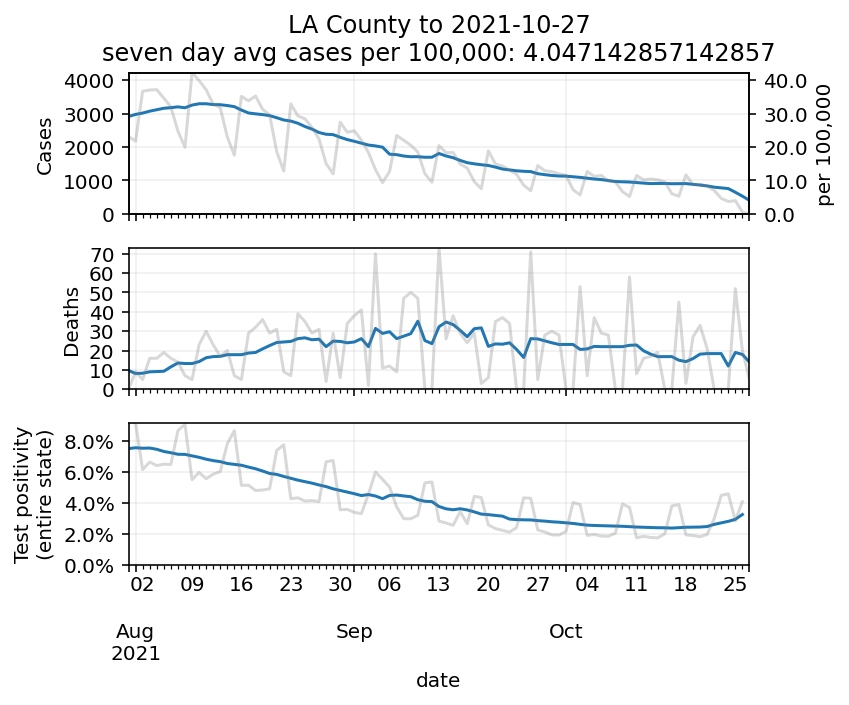 LA County to 2021-10-27
seven day avg cases per 100,000: 4.047142857142857
Cases
4000
3000
2000
1000
0
40.0
30.0
20.0
10.0
0.0
per 100,000
Deaths
70
60
50
40
30
20
10
0
Test positivity
(entire state)
8.0%
6.0%
4.0%
2.0%
0.0%
02 09 16 23 30 06 13 20 27 04 11 18 25
Aug Sep Oct
2021
date